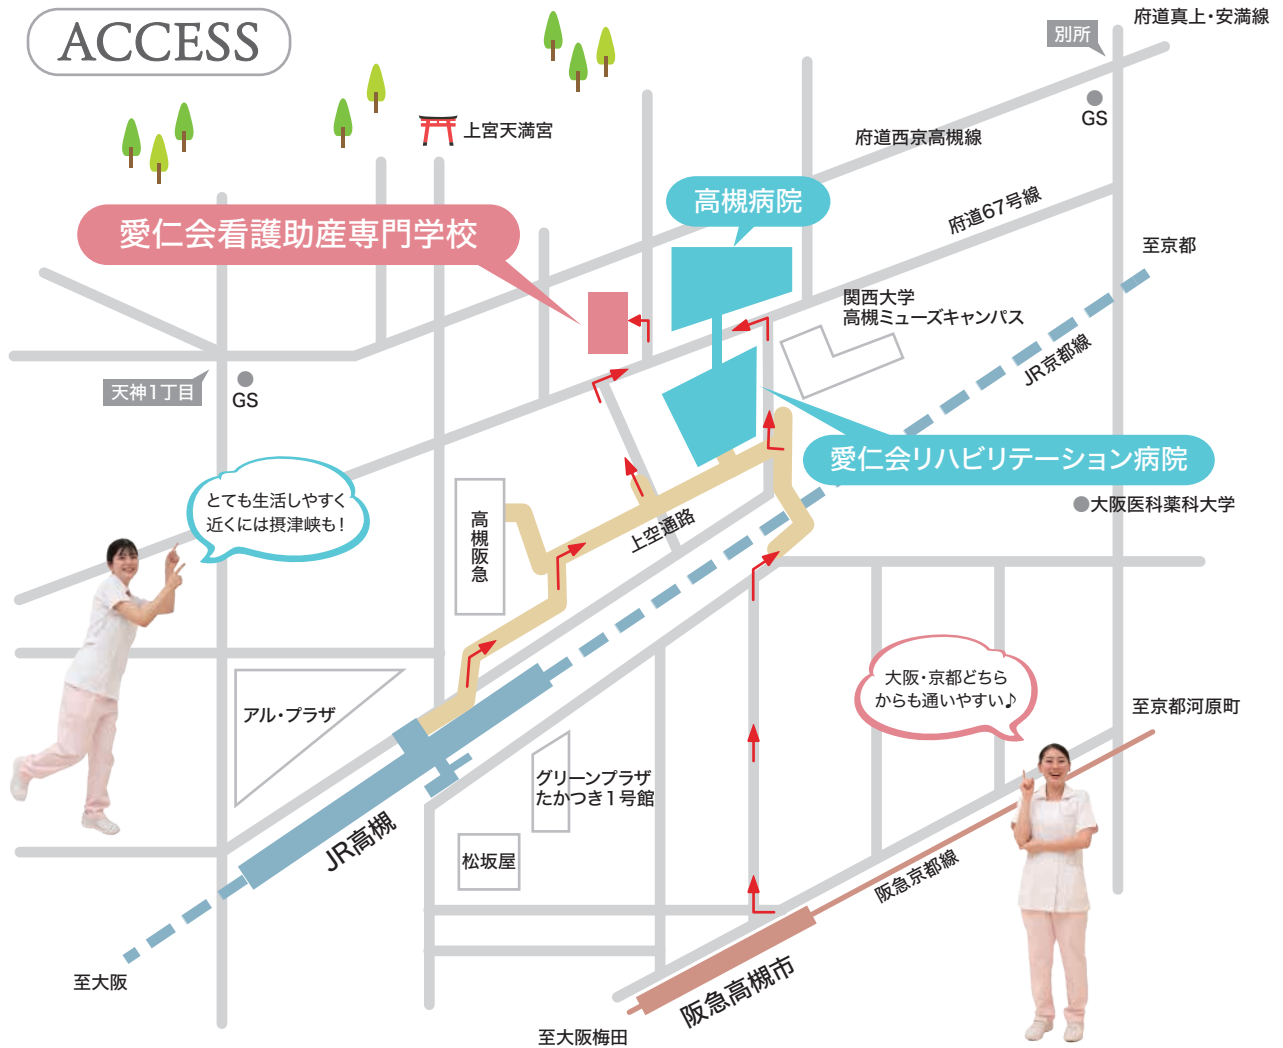 ACCESS
府道真上・安満線
別所
GS
上宮天満宮
府道西京高槻線
高槻病院
府道67号線
愛仁会看護助産専門学校
至京都
関西大学
高槻ミューズキャンパス
JR京都線
天神1丁目
GS
愛仁会リハビリテーション病院
とても生活しやすく
近くには摂津峡も!
高槻阪急
上空通路
大阪医科薬科大学
大阪・京都どちら
からも通いやすい♪
至京都河原町
アル・プラザ
グリーンプラザ
たかつき1号館
JR高槻
松坂屋
阪急京都線
至大阪
阪急高槻市
至大阪梅田